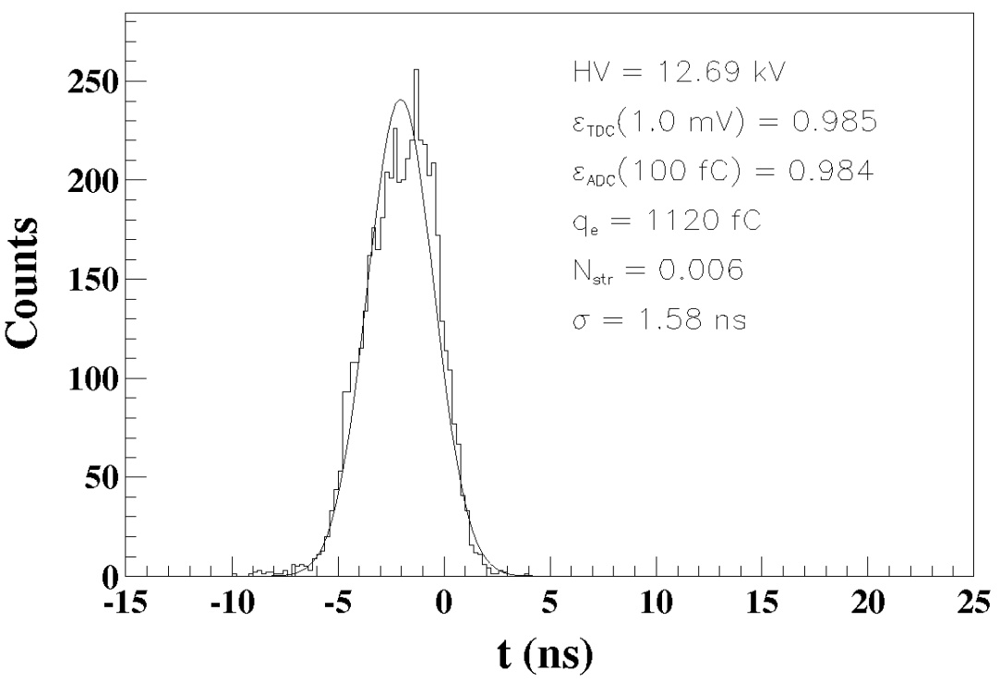 250
200
150
100
50
0
Counts
HV = 12.69 kV
εTDC(1.0 mV) = 0.985
εADC(100 fC) = 0.984
qe = 1120 fC
Nstr = 0.006
σ = 1.58 ns
-15 -10 -5 0 5 10 15 20 25
t (ns)